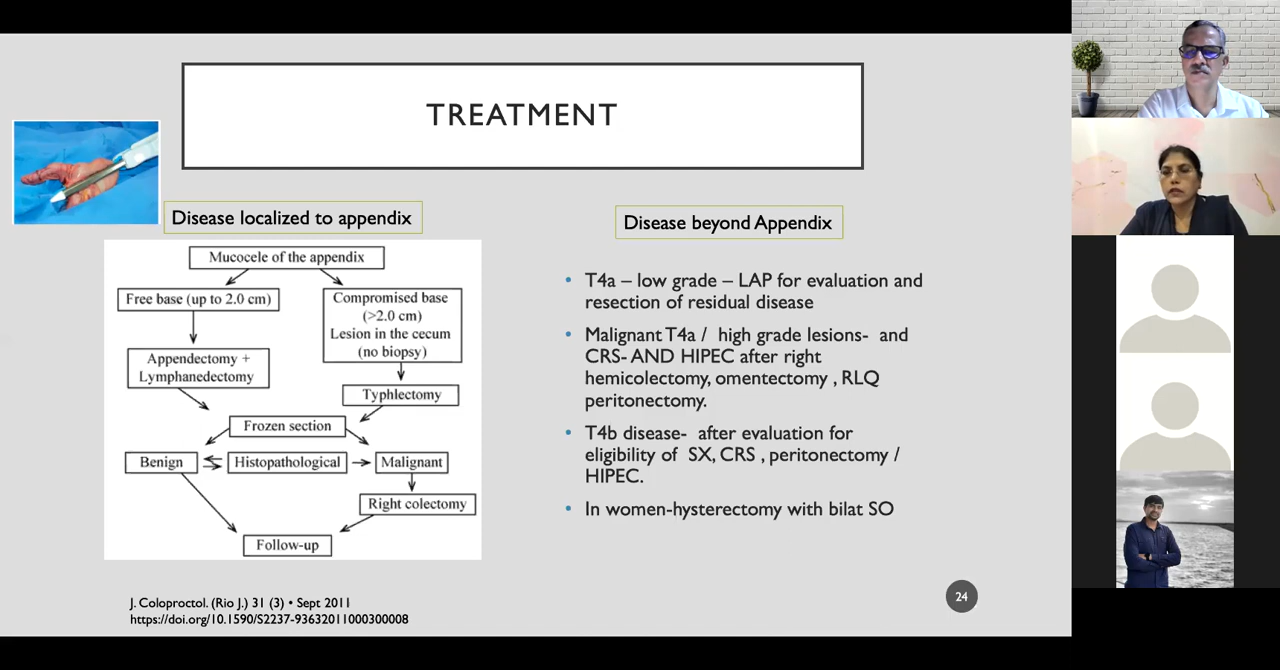 TREATMENT
Disease localized to appendix
Mucocele of the appendix
Free base (up to 2.0 cm)
Compromised base
(>2.0 cm)
Lesion in the cecum
(no biopsy)
Appendectomy +
Lymphanedectomy
Typhlectomy
Frozen section
Benign
Histopathological
Malignant
Right colectomy
Follow-up
J. Coloproctol. (Rio J.) 31 (3) • Sept 2011
https://doi.org/10.1590/S2237-93632011000300008
Disease beyond Appendix
• T4a – low grade – LAP for evaluation and
resection of residual disease
• Malignant T4a / high grade lesions- and
CRS- AND HIPEC after right
hemicolectomy, omentectomy , RLQ
peritonectomy.
• T4b disease- after evaluation for
eligibility of SX, CRS , peritonectomy /
HIPEC.
• In women-hysterectomy with bilat SO
24